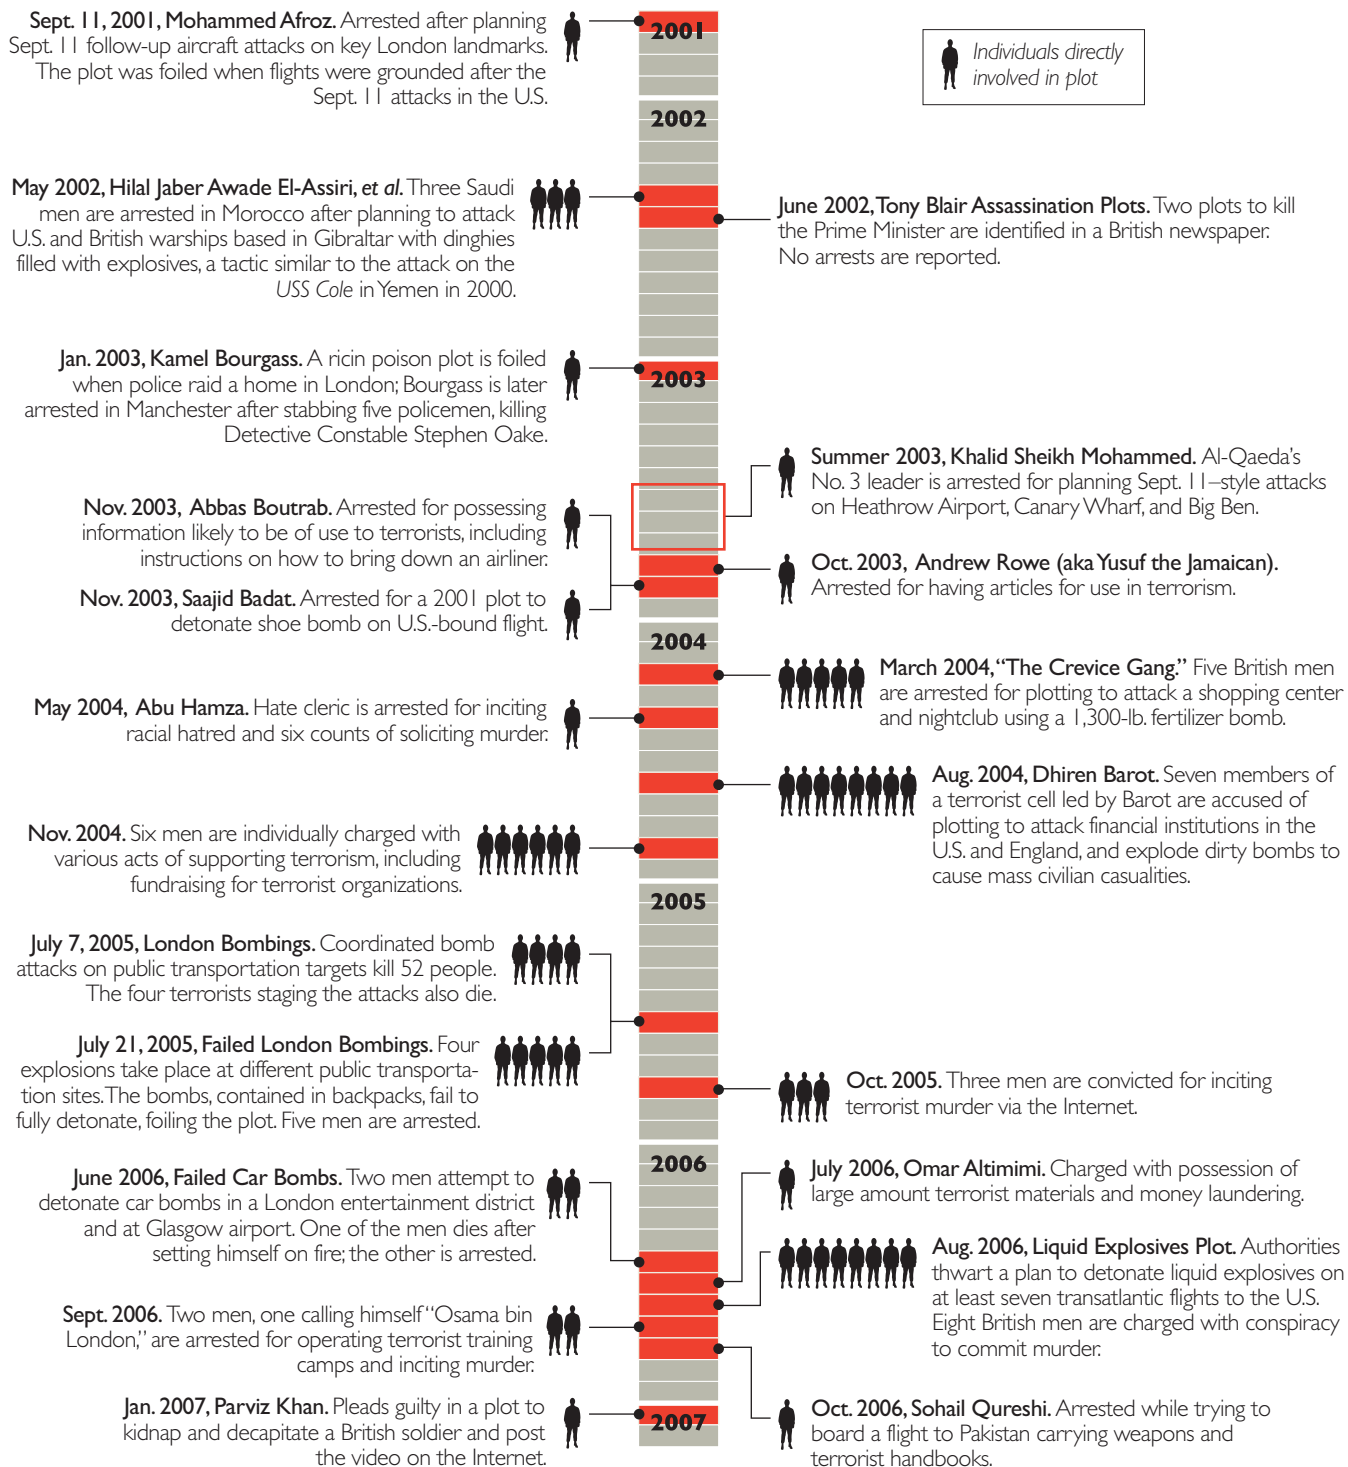 Sept. 11, 2001, Mohammed Afroz. Arrested after planning
Sept. 11 follow-up aircraft attacks on key London landmarks.
The plot was foiled when flights were grounded after the
Sept. 11 attacks in the U.S.
2001
Individuals directly
involved in plot
2002
May 2002, Hilal Jaber Awade El-Assiri, et al. Three Saudi
men are arrested in Morocco after planning to attack
U.S. and British warships based in Gibraltar with dinghies
filled with explosives, a tactic similar to the attack on the
USS Cole in Yemen in 2000.
June 2002, Tony Blair Assassination Plots. Two plots to kill
the Prime Minister are identified in a British newspaper.
No arrests are reported.
Jan. 2003, Kamel Bourgass. A ricin poison plot is foiled
when police raid a home in London; Bourgass is later
arrested in Manchester after stabbing five policemen, killing
Detective Constable Stephen Oake.
2003
Summer 2003, Khalid Sheikh Mohammed. Al-Qaeda's
No. 3 leader is arrested for planning Sept. 11–style attacks
on Heathrow Airport, Canary Wharf, and Big Ben.
Nov. 2003, Abbas Boutrab. Arrested for possessing
information likely to be of use to terrorists, including
instructions on how to bring down an airliner.
Oct. 2003, Andrew Rowe (aka Yusuf the Jamaican).
Arrested for having articles for use in terrorism.
Nov. 2003, Saajid Badat. Arrested for a 2001 plot to
detonate shoe bomb on U.S.-bound flight.
2004
March 2004, “The Crevice Gang.” Five British men
are arrested for plotting to attack a shopping center
and nightclub using a 1,300-lb. fertilizer bomb.
May 2004, Abu Hamza. Hate cleric is arrested for inciting
racial hatred and six counts of soliciting murder.
Aug. 2004, Dhiren Barot. Seven members of
a terrorist cell led by Barot are accused of
plotting to attack financial institutions in the
U.S. and England, and explode dirty bombs to
cause mass civilian casualties.
Nov. 2004. Six men are individually charged with
various acts of supporting terrorism, including
fundraising for terrorist organizations.
2005
July 7, 2005, London Bombings. Coordinated bomb
attacks on public transportation targets kill 52 people.
The four terrorists staging the attacks also die.
July 21, 2005, Failed London Bombings. Four
explosions take place at different public transporta-
tion sites. The bombs, contained in backpacks, fail to
fully detonate, foiling the plot. Five men are arrested.
Oct. 2005. Three men are convicted for inciting
terrorist murder via the Internet.
2006
June 2006, Failed Car Bombs. Two men attempt to
detonate car bombs in a London entertainment district
and at Glasgow airport. One of the men dies after
setting himself on fire; the other is arrested.
July 2006, Omar Altimimi. Charged with possession of
large amount terrorist materials and money laundering.
Aug. 2006, Liquid Explosives Plot. Authorities
thwart a plan to detonate liquid explosives on
at least seven transatlantic flights to the U.S.
Eight British men are charged with conspiracy
to commit murder.
Sept. 2006. Two men, one calling himself “Osama bin
London,” are arrested for operating terrorist training
camps and inciting murder.
Jan. 2007, Parviz Khan. Pleads guilty in a plot to
kidnap and decapitate a British soldier and post
the video on the Internet.
2007
Oct. 2006, Sohail Qureshi. Arrested while trying to
board a flight to Pakistan carrying weapons and
terrorist handbooks.